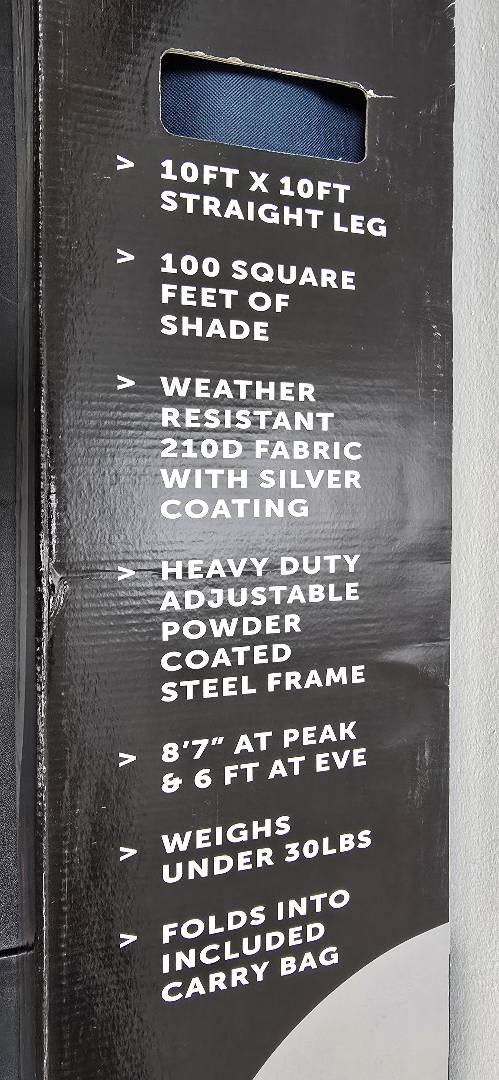 > 10FT X 10FT
STRAIGHT LEG
> 100 SQUARE
FEET OF
SHADE
> WEATHER
RESISTANT
210D FABRIC
WITH SILVER
COATING
> HEAVY DUTY
ADJUSTABLE
POWDER
COATED
STEEL FRAME
> 8'7" AT PEAK
& 6 FT AT EVE
> WEIGHS
UNDER 30LBS
> FOLDS INTO
INCLUDED
CARRY BAG